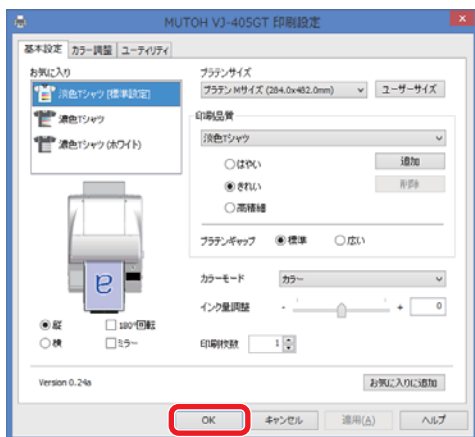 MUTOH VJ-405GT 印刷設定
基本設定 カラー調整 ユーティリティ
お気に入り
淡色Tシャツ [標準設定]
濃色Tシャツ
濃色Tシャツ (ホワイト)
プラテンサイズ
プラテン Mサイズ (284.0x482.0mm) ユーザーサイズ
印刷品質
淡色Tシャツ
はやい 追加
きれい 削除
高精細
プラテンギャップ 標準 広い
カラーモード カラー
インク量調整 - + 0
印刷枚数 1
a
縦 180°回転
横 ミラー
Version 0.24a お気に入りに追加
OK キャンセル 適用(A) ヘルプ